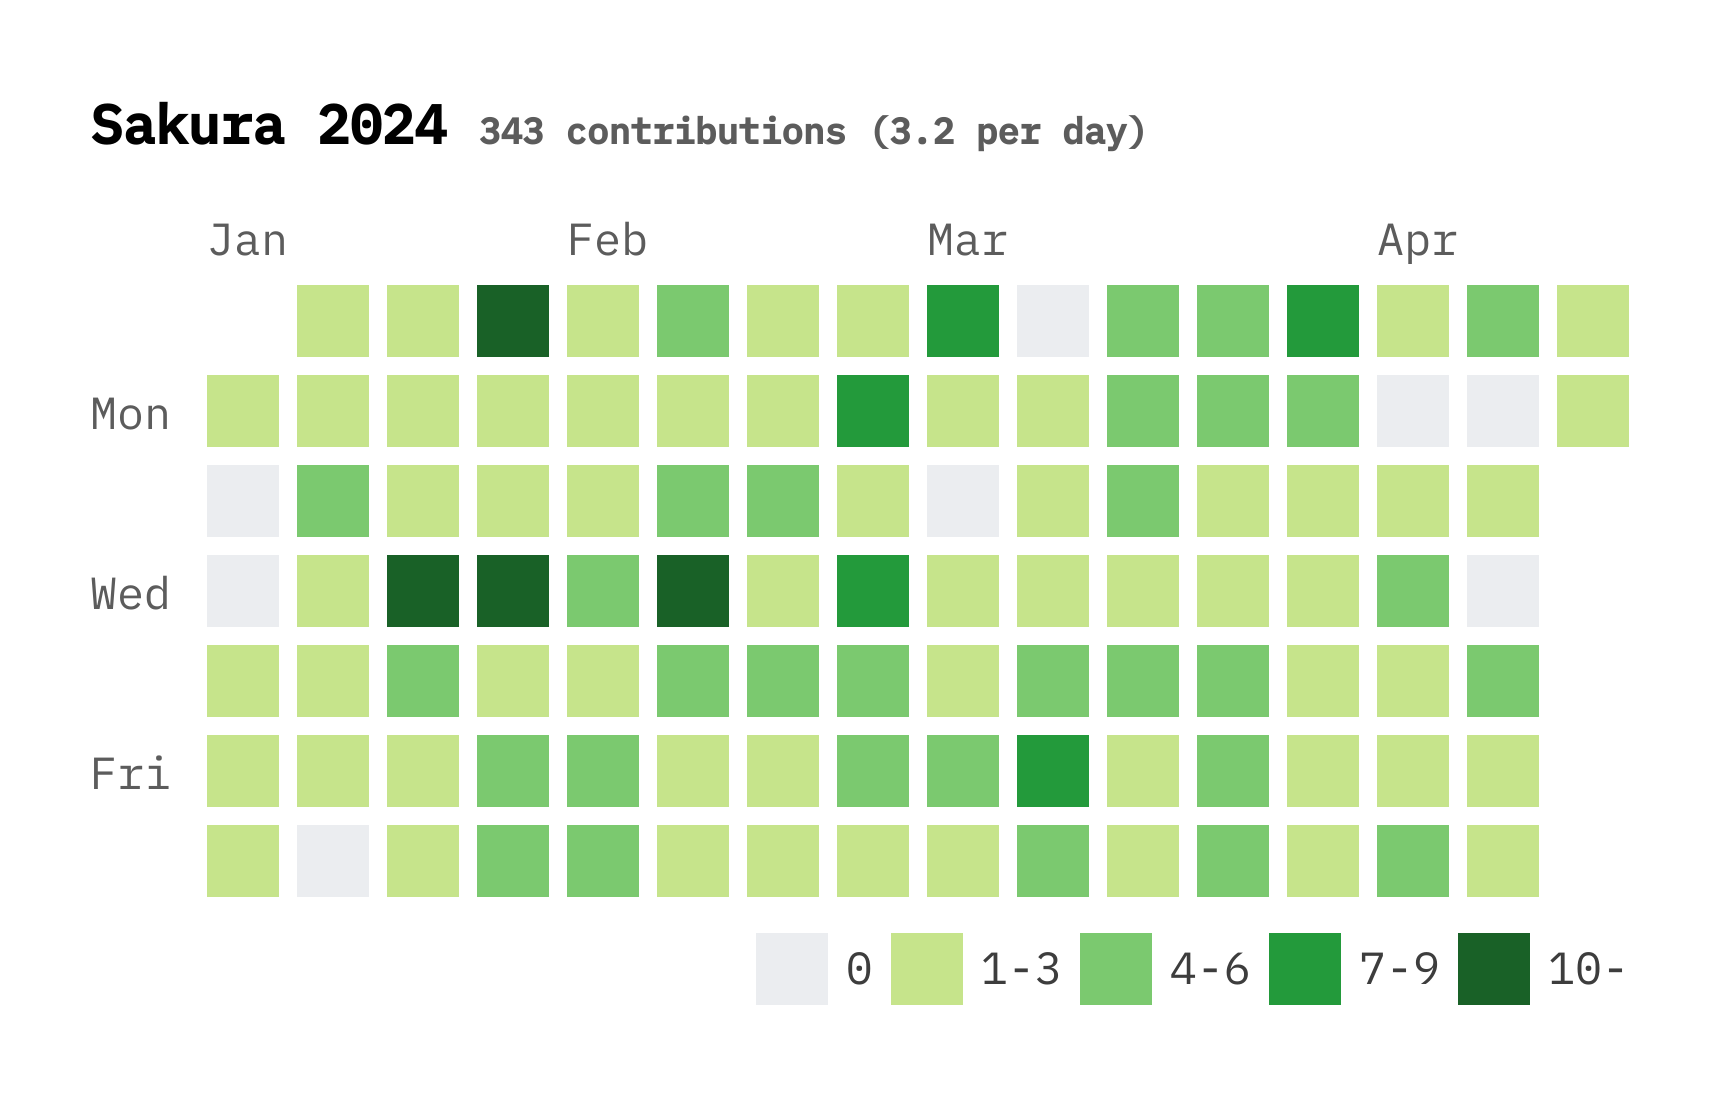 Sakura 2024 343 contributions (3.2 per day)
Jan Feb Mar Apr
Mon
Wed
Fri
0 1-3 4-6 7-9 10-